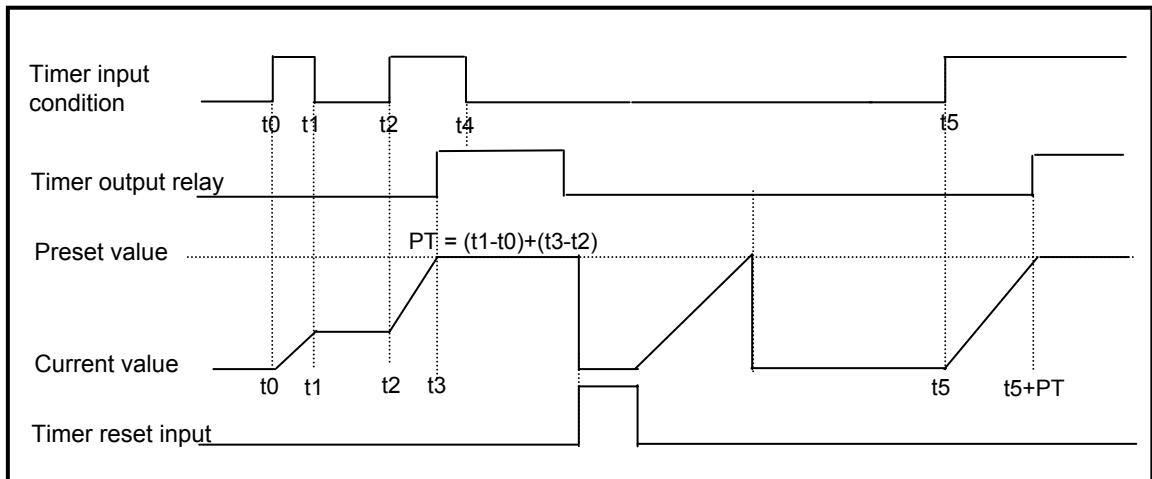 Timer input
condition
t0 t1 t2 t4 t5
Timer output relay
PT = (t1-t0)+(t3-t2)
Preset value
Current value
t0 t1 t2 t3 t5 t5+PT
Timer reset input